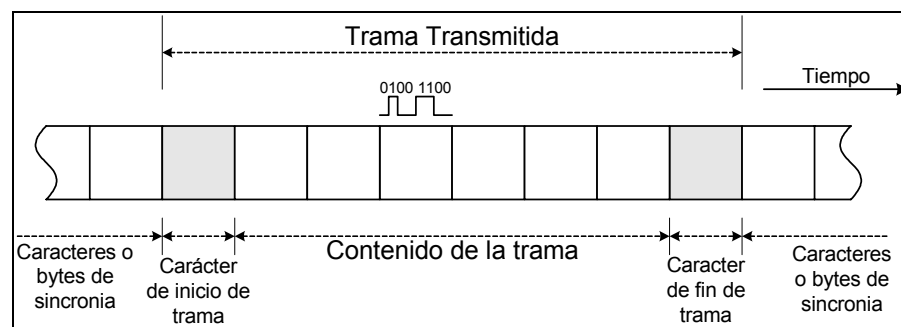 Trama Transmitida
Tiempo
0100 1100
Caracteres o
bytes de
sincronia
Carácter
de inicio de
trama
Contenido de la trama
Caracter
de fin de
trama
Caracteres
o bytes de
sincronia